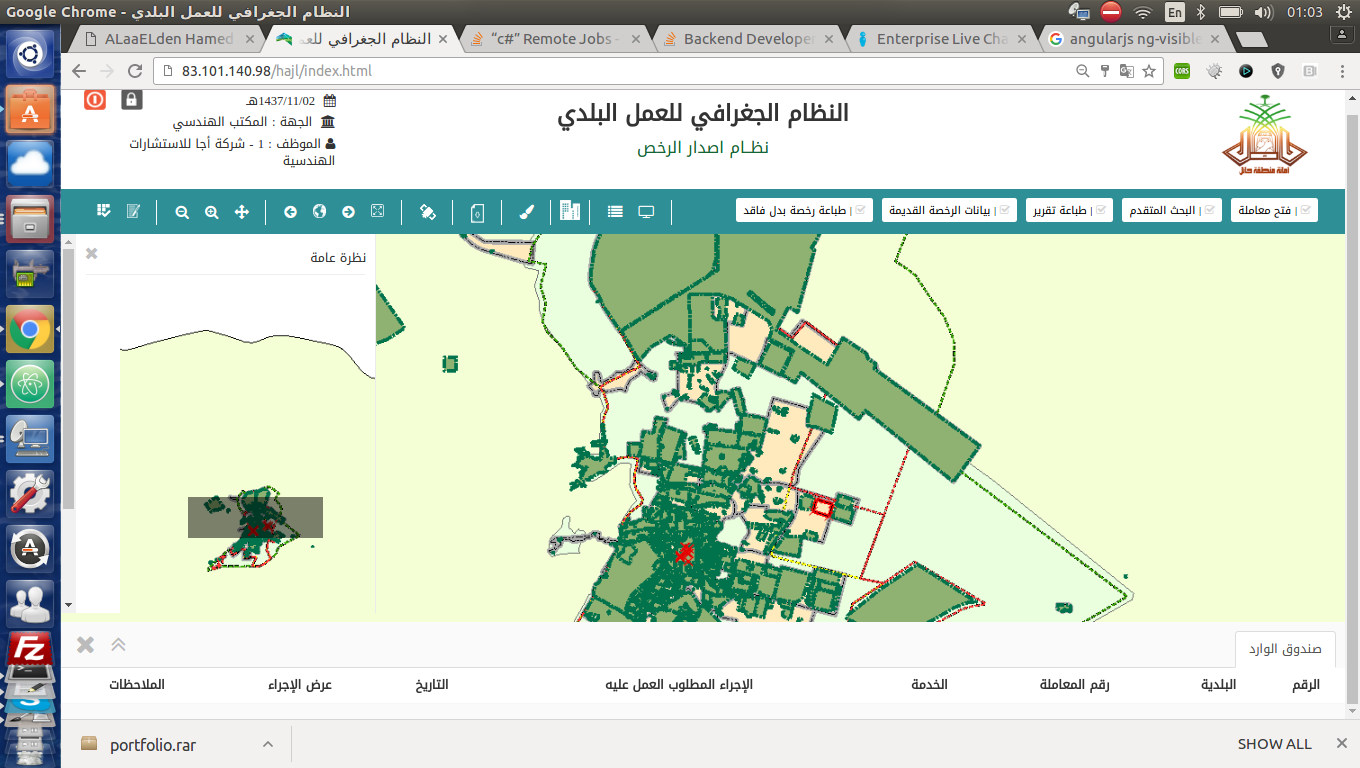 Google Chrome - النظام الجغرافي للعمل البلدي
En
01:03
ALaaELden Hamed
النظام الجغرافي للعـ
“c#” Remote Jobs -
Backend Developer
Enterprise Live Cha
angularjs ng-visible
83.101.140.98/hajl/index.html
CORS
النظام الجغرافي للعمل البلدي
نظــام اصدار الرخص
1437/11/02هـ
الجهة : المكتب الهندسي
الموظف : 1 - شركة أجا للاستشارات
الهندسية
امانة منطقة حائل
فتح معاملة |
البحث المتقدم |
طباعة تقرير |
بيانات الرخصة القديمة |
طباعة رخصة بدل فاقد |
نظرة عامة
صندوق الوارد
الرقم
البلدية
رقم المعاملة
الخدمة
الإجراء المطلوب العمل عليه
التاريخ
عرض الإجراء
الملاحظات
portfolio.rar
SHOW ALL